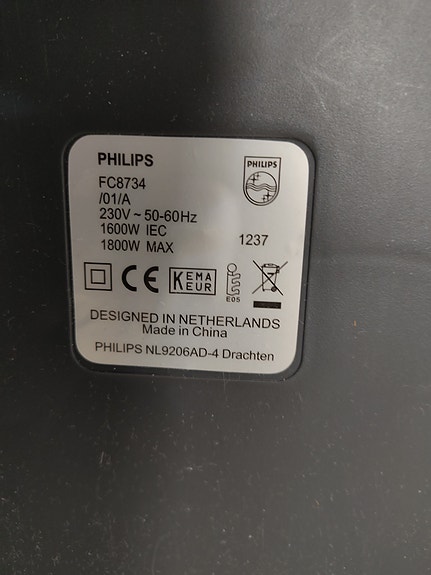 PHILIPS
PHILIPS
FC8734
/01/A
230V ~ 50-60Hz
1600W IEC
1800W MAX
1237
CE
KEMA
KEUR
E05
DESIGNED IN NETHERLANDS
Made in China
PHILIPS NL9206AD-4 Drachten